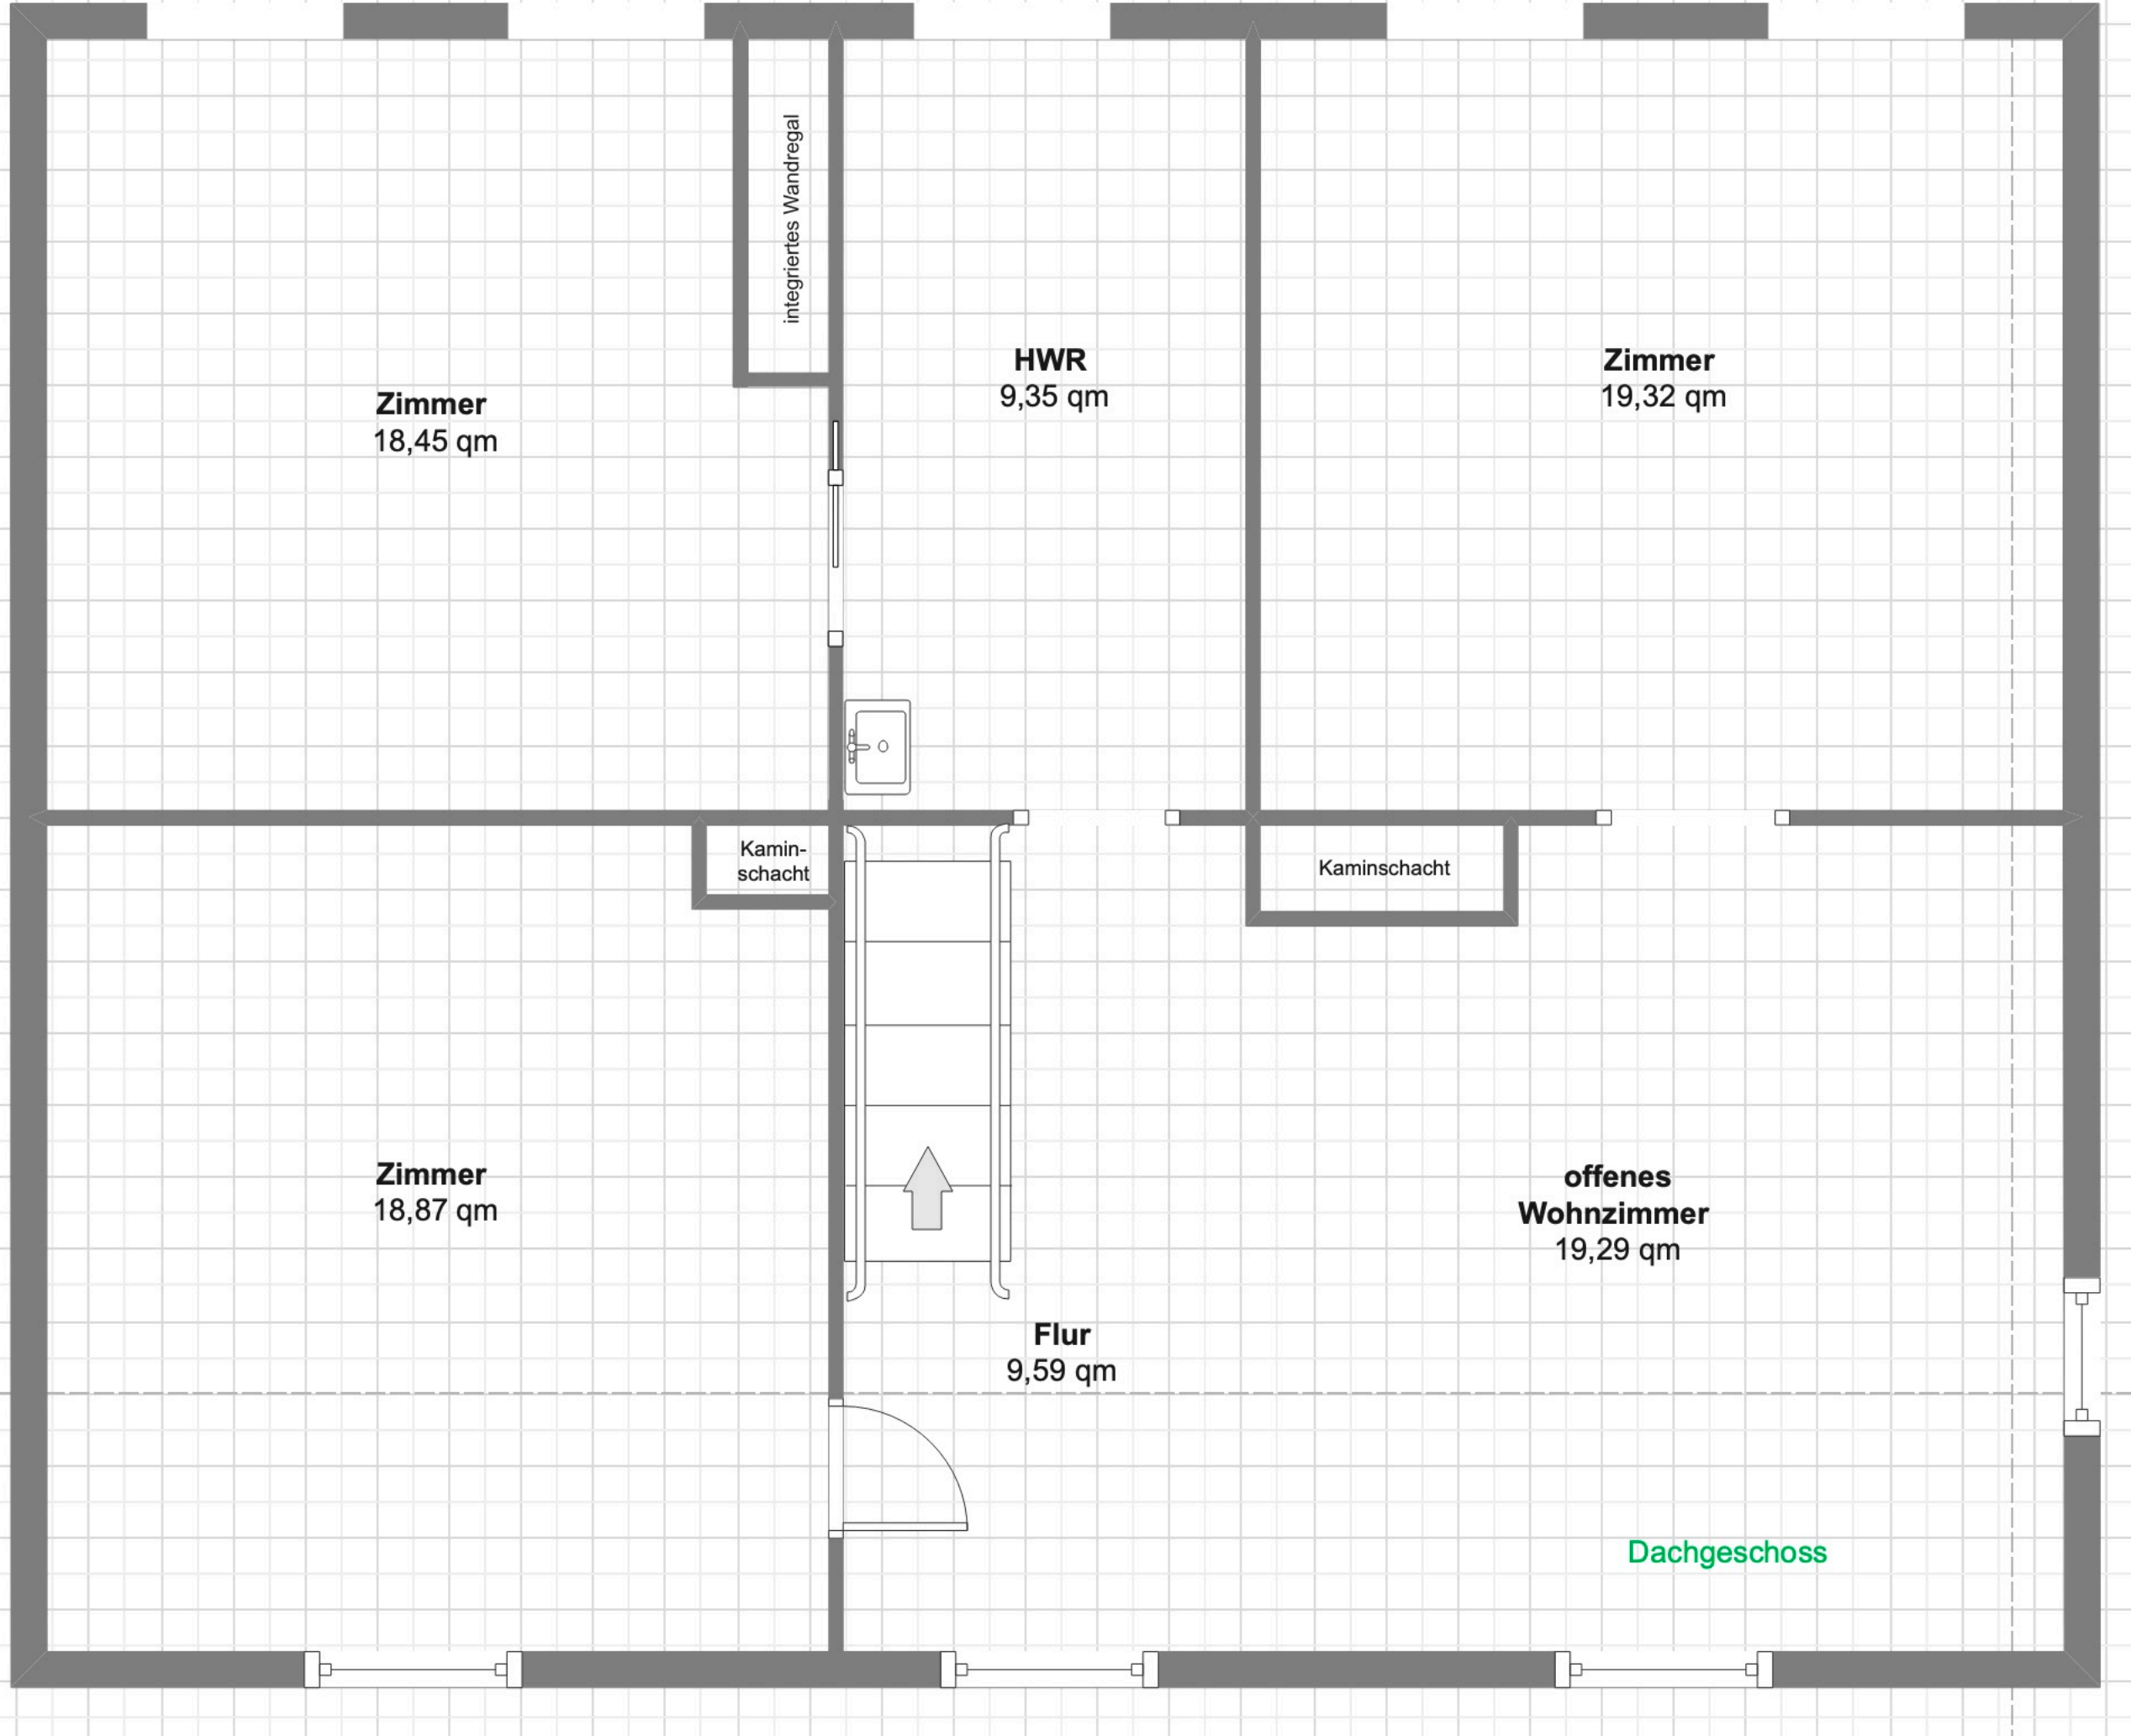 integriertes Wandregal
HWR
9,35 qm
Zimmer
19,32 qm
Zimmer
18,45 qm
Kamin-
schacht
Kaminschacht
Zimmer
18,87 qm
offenes
Wohnzimmer
19,29 qm
Flur
9,59 qm
Dachgeschoss